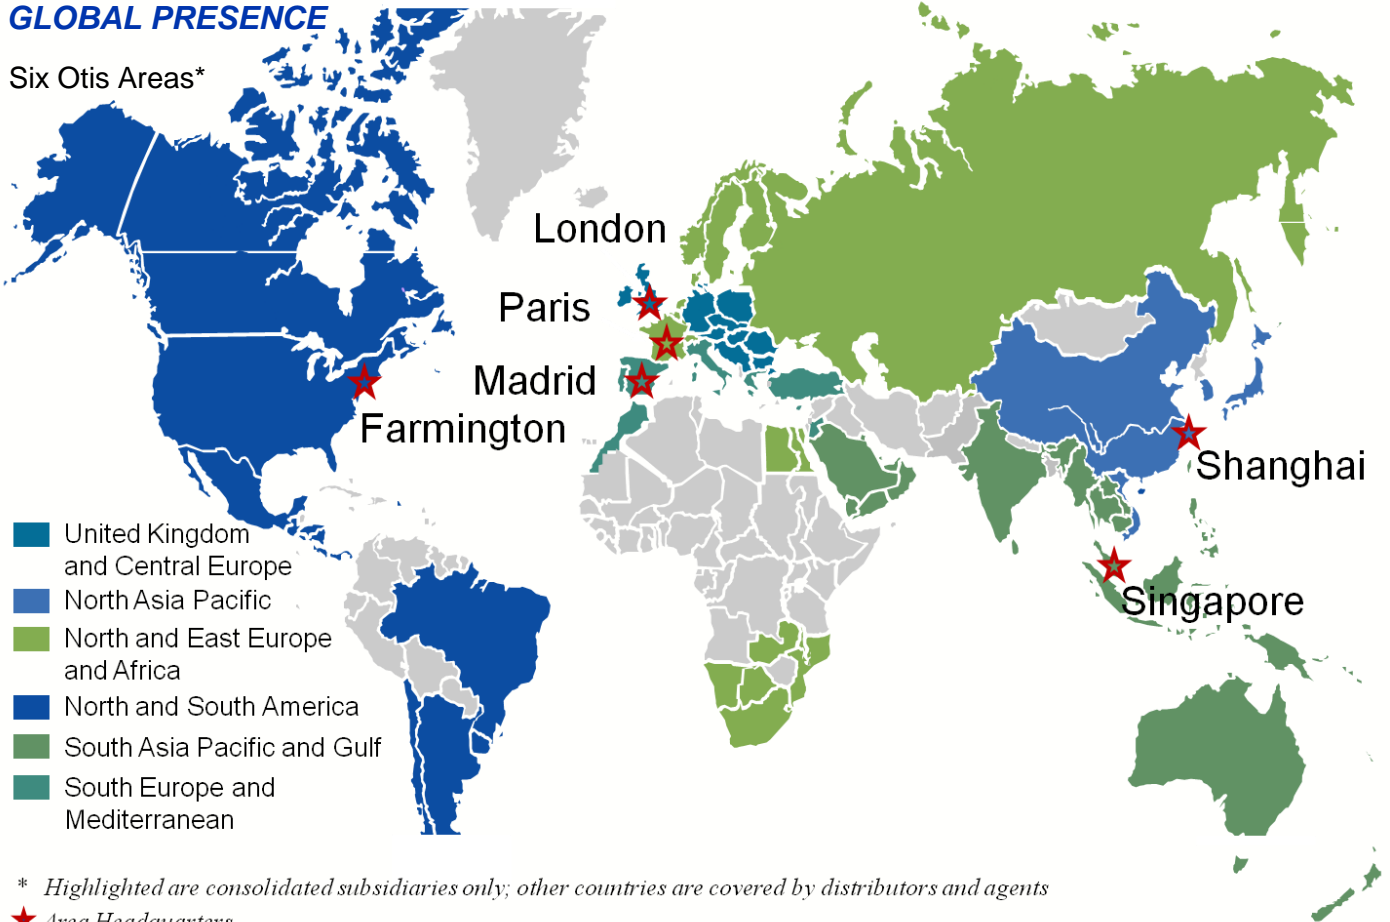 GLOBAL PRESENCE
Six Otis Areas*
London
Paris
Madrid
Farmington
Shanghai
Singapore
United Kingdom
and Central Europe
North Asia Pacific
North and East Europe
and Africa
North and South America
South Asia Pacific and Gulf
South Europe and
Mediterranean
* Highlighted are consolidated subsidiaries only; other countries are covered by distributors and agents
Area Headquarters